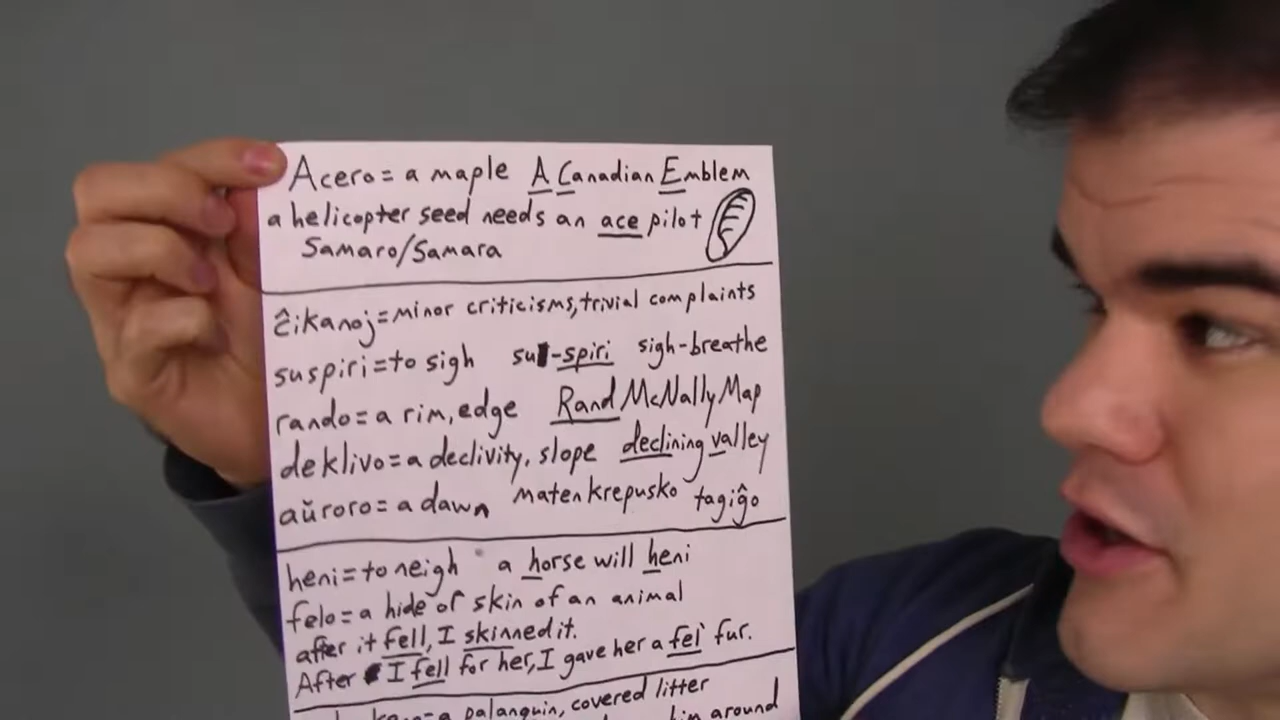 Acero = a maple A Canadian Emblem
a helicopter seed needs an ace pilot
Samaro/Samara
ĉikanoj = minor criticisms, trivial complaints
suspiri = to sigh su-spiri sigh-breathe
rando = a rim, edge Rand McNally Map
deklivo = a declivity, slope declining valley
aŭroro = a dawn matenkrepusko tagiĝo
heni = to neigh a horse will heni
felo = a hide or skin of an animal
after it fell, I skinned it.
After I fell for her, I gave her a fel' fur.
a palanquin, covered litter
around